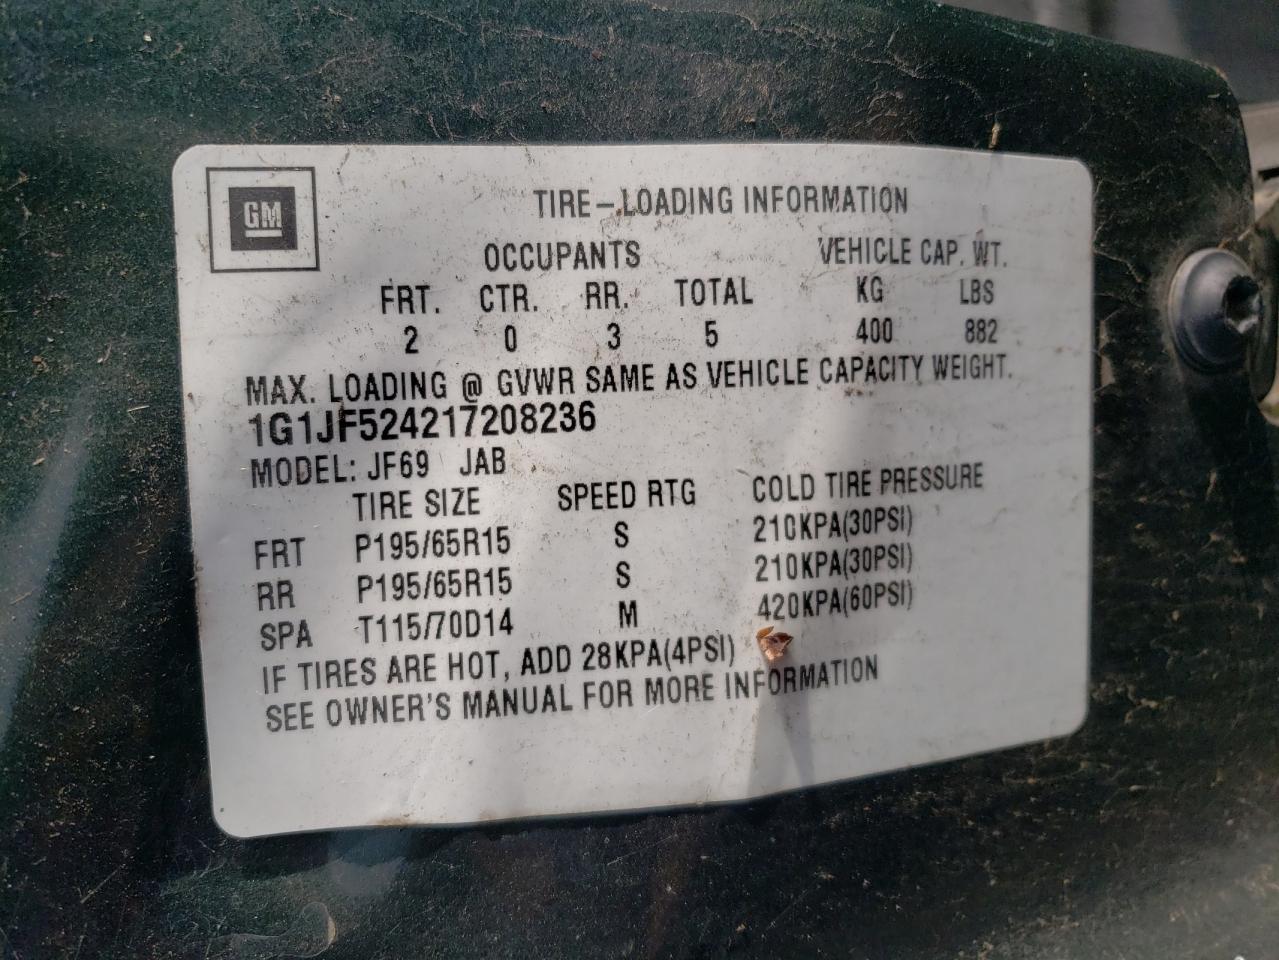 GM
TIRE-LOADING INFORMATION
OCCUPANTS VEHICLE CAP. WT.
FRT. CTR. RR. TOTAL KG LBS
2 0 3 5 400 882
MAX. LOADING @ GVWR SAME AS VEHICLE CAPACITY WEIGHT.
1G1JF524217208236
MODEL: JF69 JAB
TIRE SIZE SPEED RTG COLD TIRE PRESSURE
FRT P195/65R15 S 210KPA(30PSI)
RR P195/65R15 S 210KPA(30PSI)
SPA T115/70D14 M 420KPA(60PSI)
IF TIRES ARE HOT, ADD 28KPA(4PSI)
SEE OWNER'S MANUAL FOR MORE INFORMATION